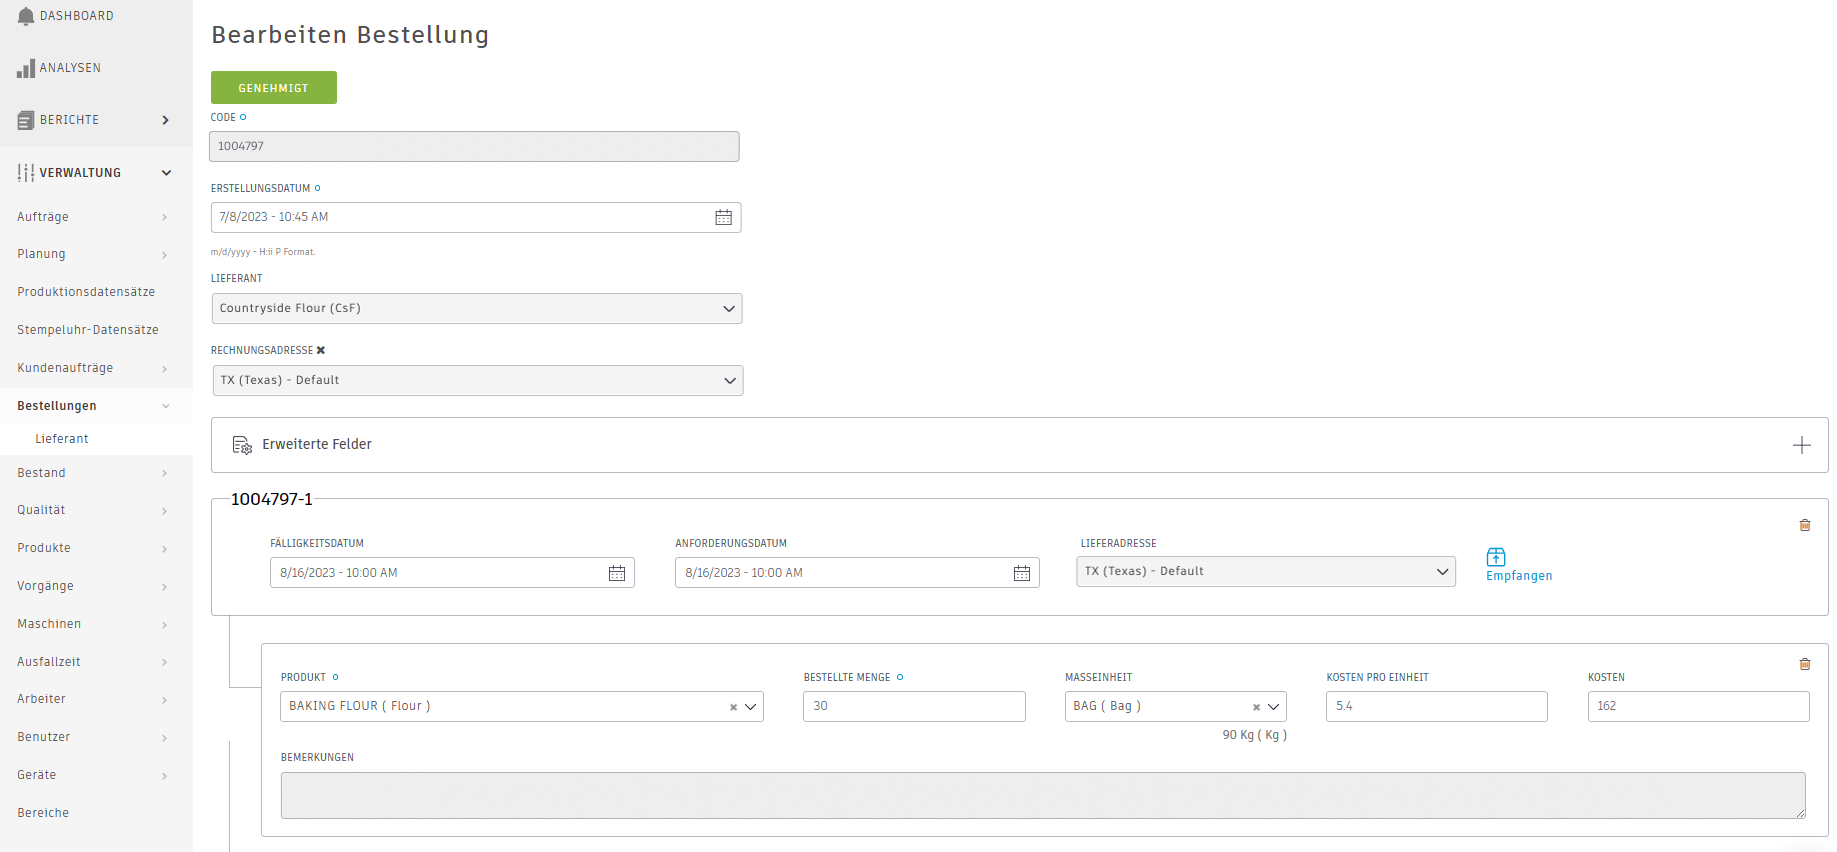 DASHBOARD
ANALYSEN
BERICHTE
VERWALTUNG
Aufträge
Planung
Produktionsdatensätze
Stempeluhr-Datensätze
Kundenaufträge
Bestellungen
Lieferant
Bestand
Qualität
Produkte
Vorgänge
Maschinen
Ausfallzeit
Arbeiter
Benutzer
Geräte
Bereiche
Bearbeiten Bestellung
GENEHMIGT
CODE
1004797
ERSTELLUNGSDATUM
7/8/2023 - 10:45 AM
m/d/yyyy - H:ii P Format.
LIEFERANT
Countryside Flour (CsF)
RECHNUNGSADRESSE
TX (Texas) - Default
Erweiterte Felder
1004797-1
FÄLLIGKEITSDATUM
8/16/2023 - 10:00 AM
ANFORDERUNGSDATUM
8/16/2023 - 10:00 AM
LIEFERADRESSE
TX (Texas) - Default
Empfangen
PRODUKT
BAKING FLOUR ( Flour )
BESTELLTE MENGE
30
MASSEINHEIT
BAG ( Bag )
90 Kg ( Kg )
KOSTEN PRO EINHEIT
5.4
KOSTEN
162
BEMERKUNGEN